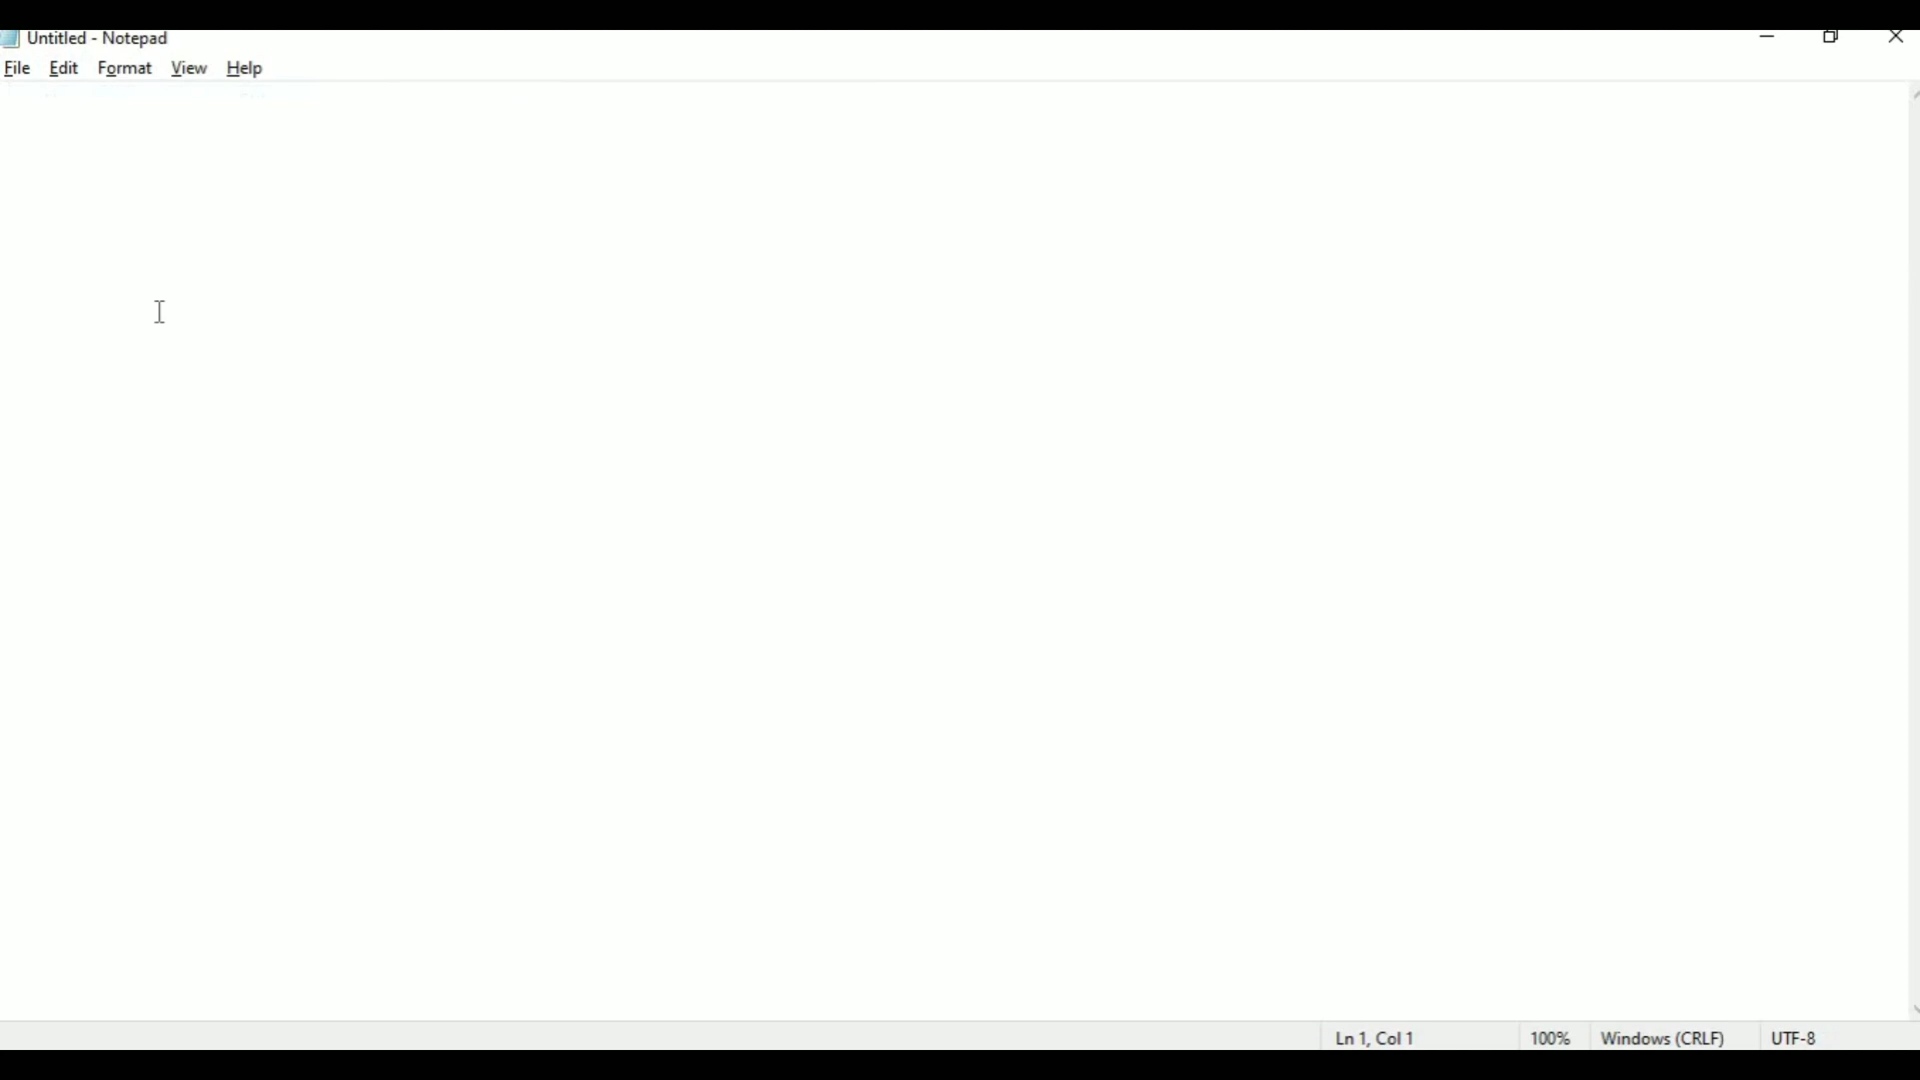 Untitled - Notepad
File Edit Format View Help
Ln 1, Col 1 100% Windows (CRLF) UTF-8